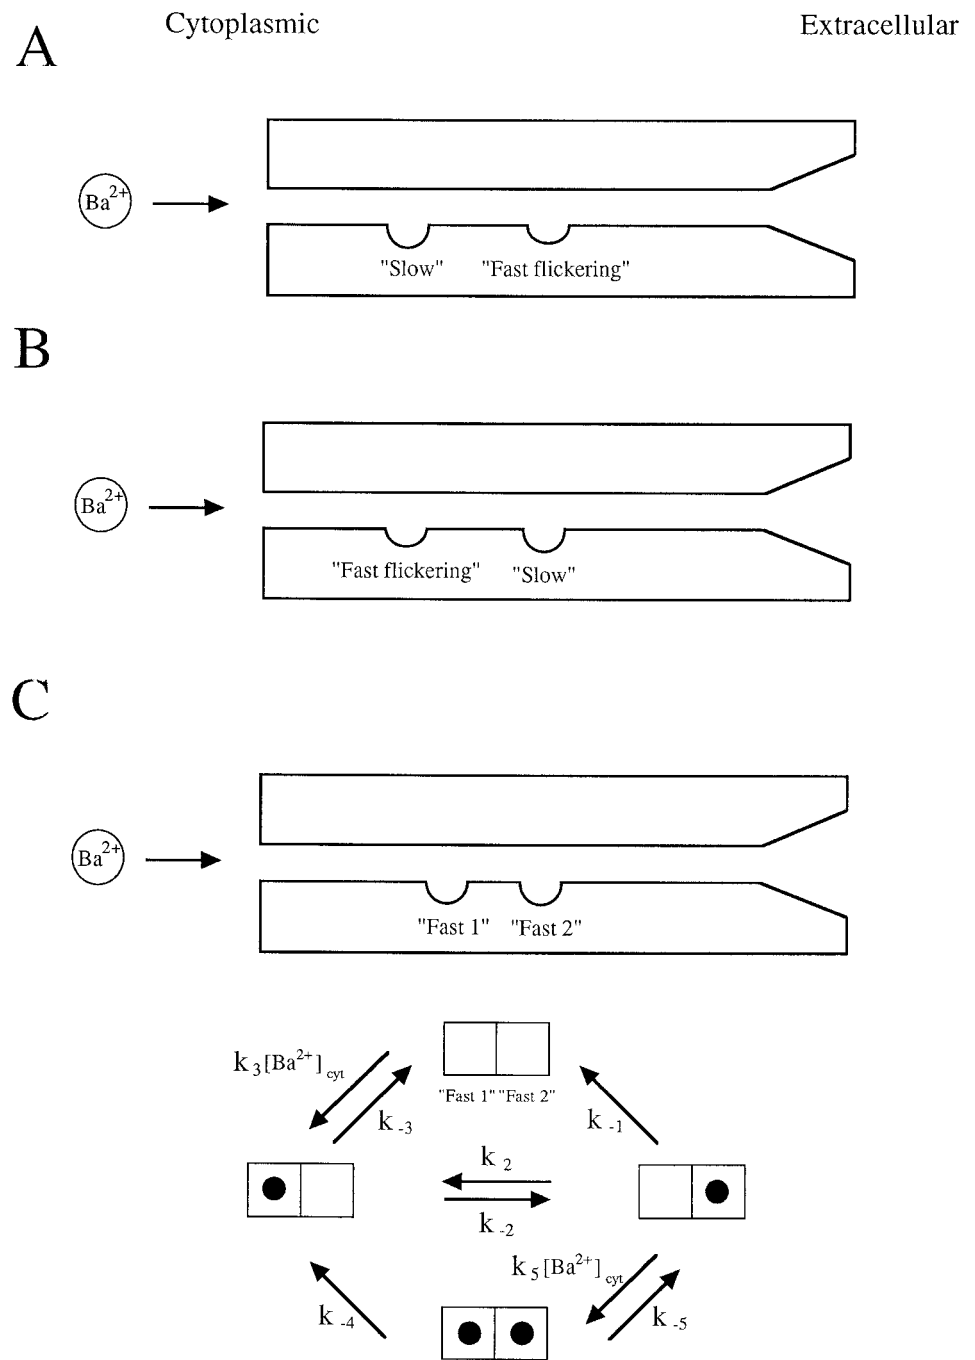 A
Cytoplasmic
Extracellular
Ba2+
"Slow"
"Fast flickering"
B
Ba2+
"Fast flickering"
"Slow"
C
Ba2+
"Fast 1"
"Fast 2"
k3[Ba2+]cyt
"Fast 1" "Fast 2"
k-3
k-1
k2
k-2
k5[Ba2+]cyt
k-4
k-5